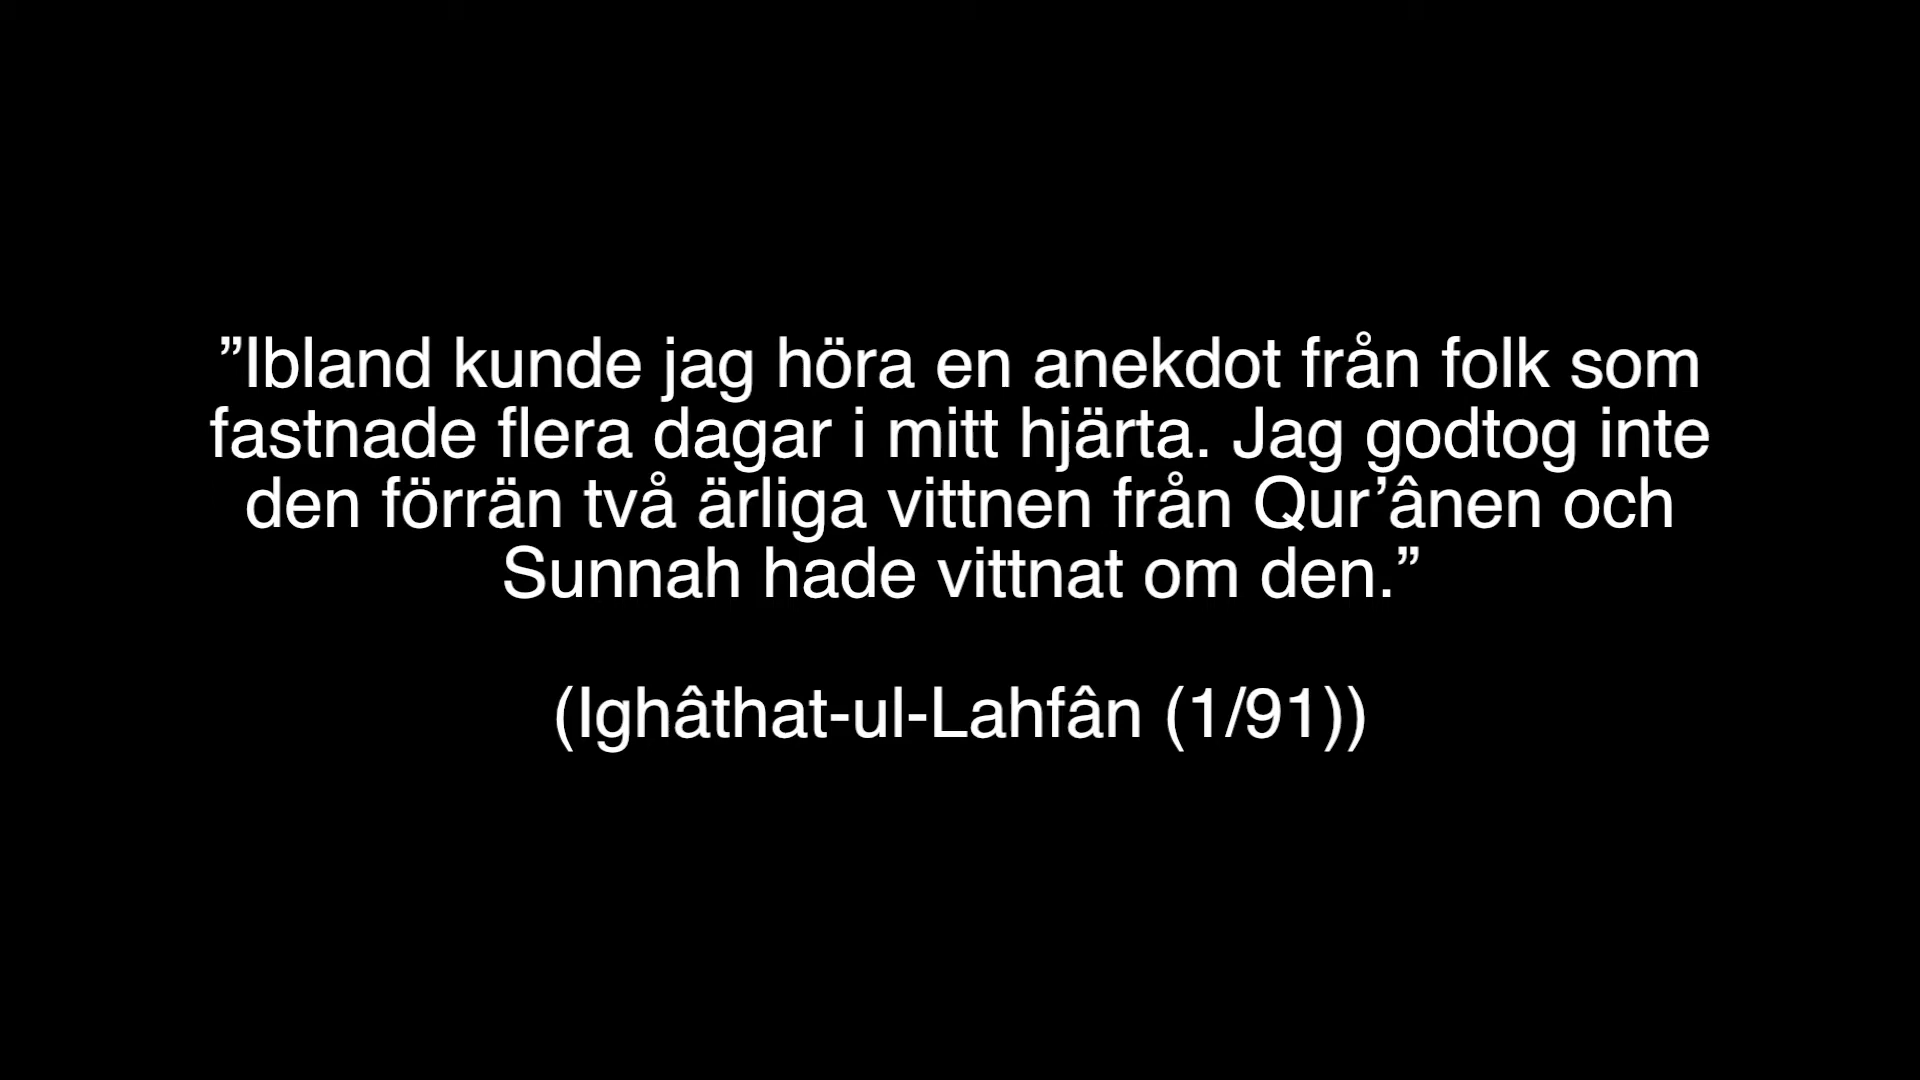 ”Ibland kunde jag höra en anekdot från folk som
fastnade flera dagar i mitt hjärta. Jag godtog inte
den förrän två ärliga vittnen från Qur’ânen och
Sunnah hade vittnat om den.”
(Ighâthat-ul-Lahfân (1/91))